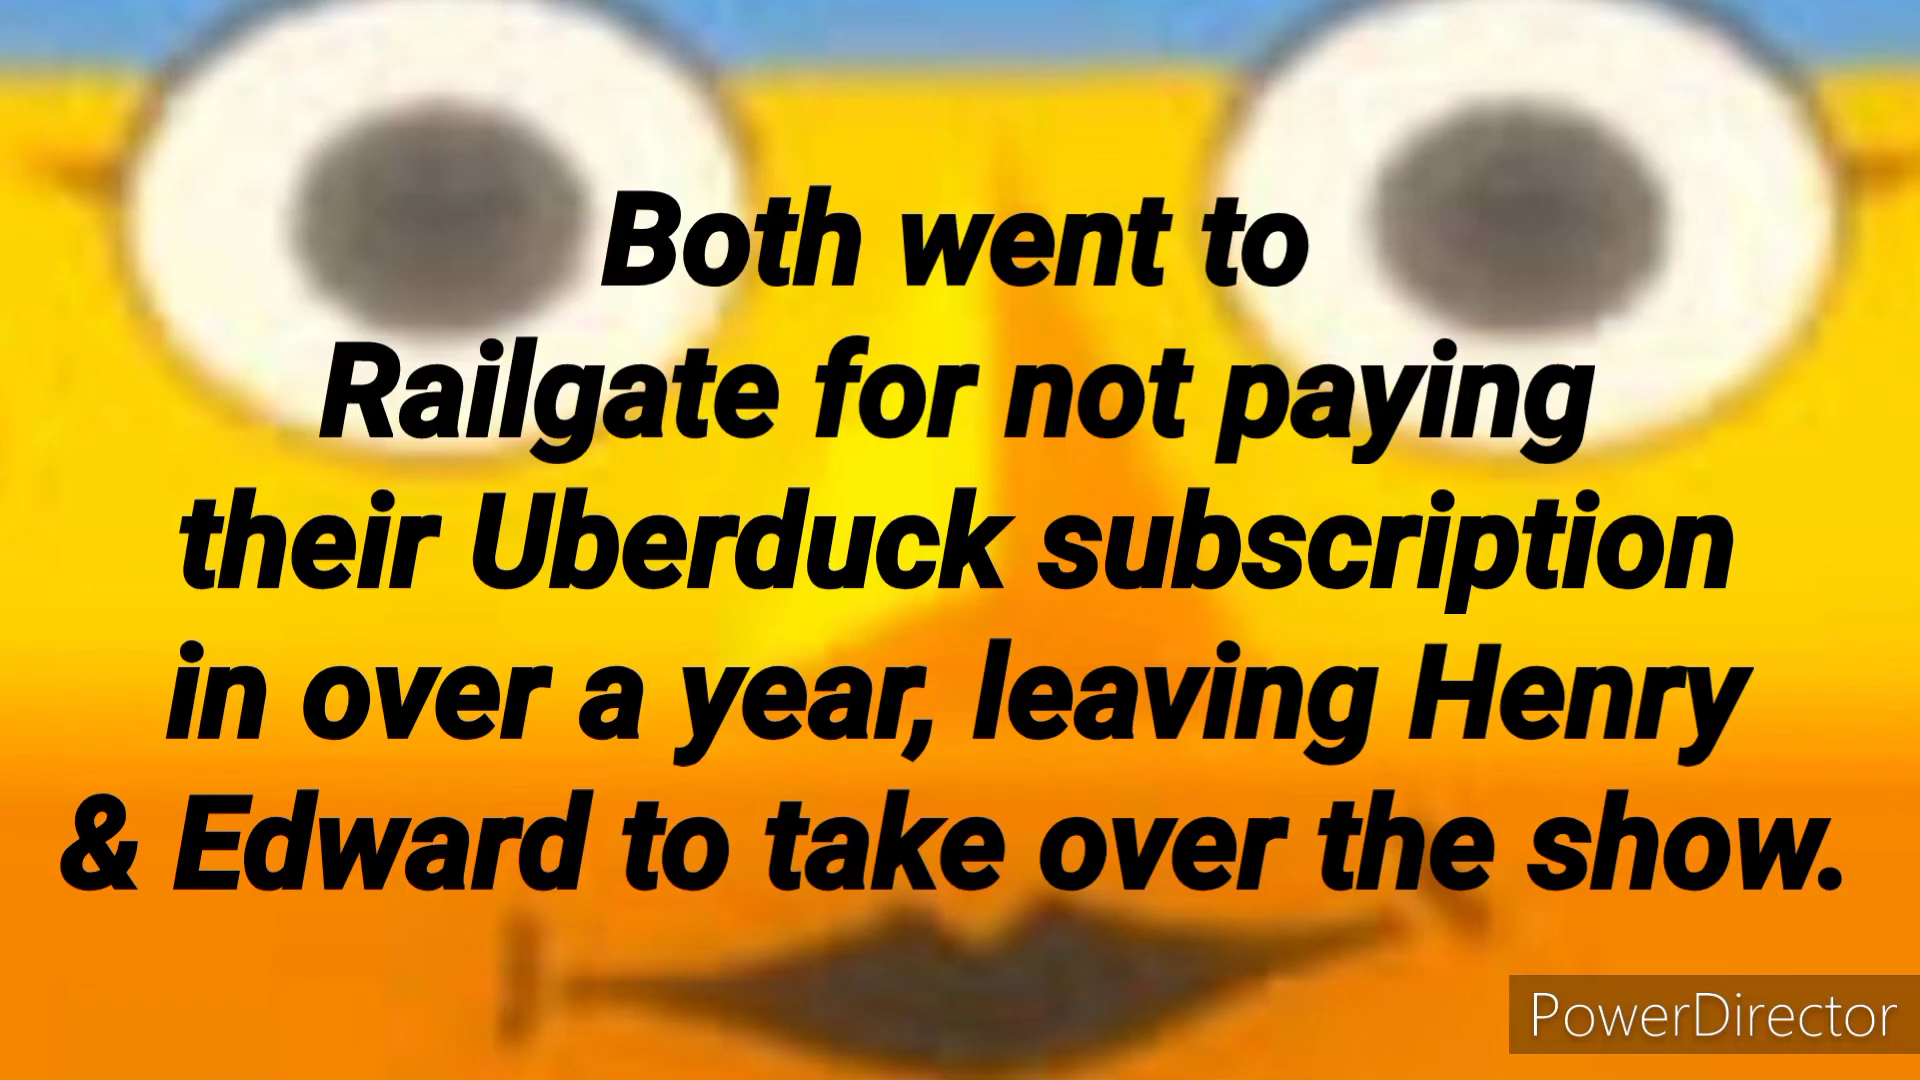 Both went to
Railgate for not paying
their Uberduck subscription
in over a year, leaving Henry
& Edward to take over the show.
PowerDirector